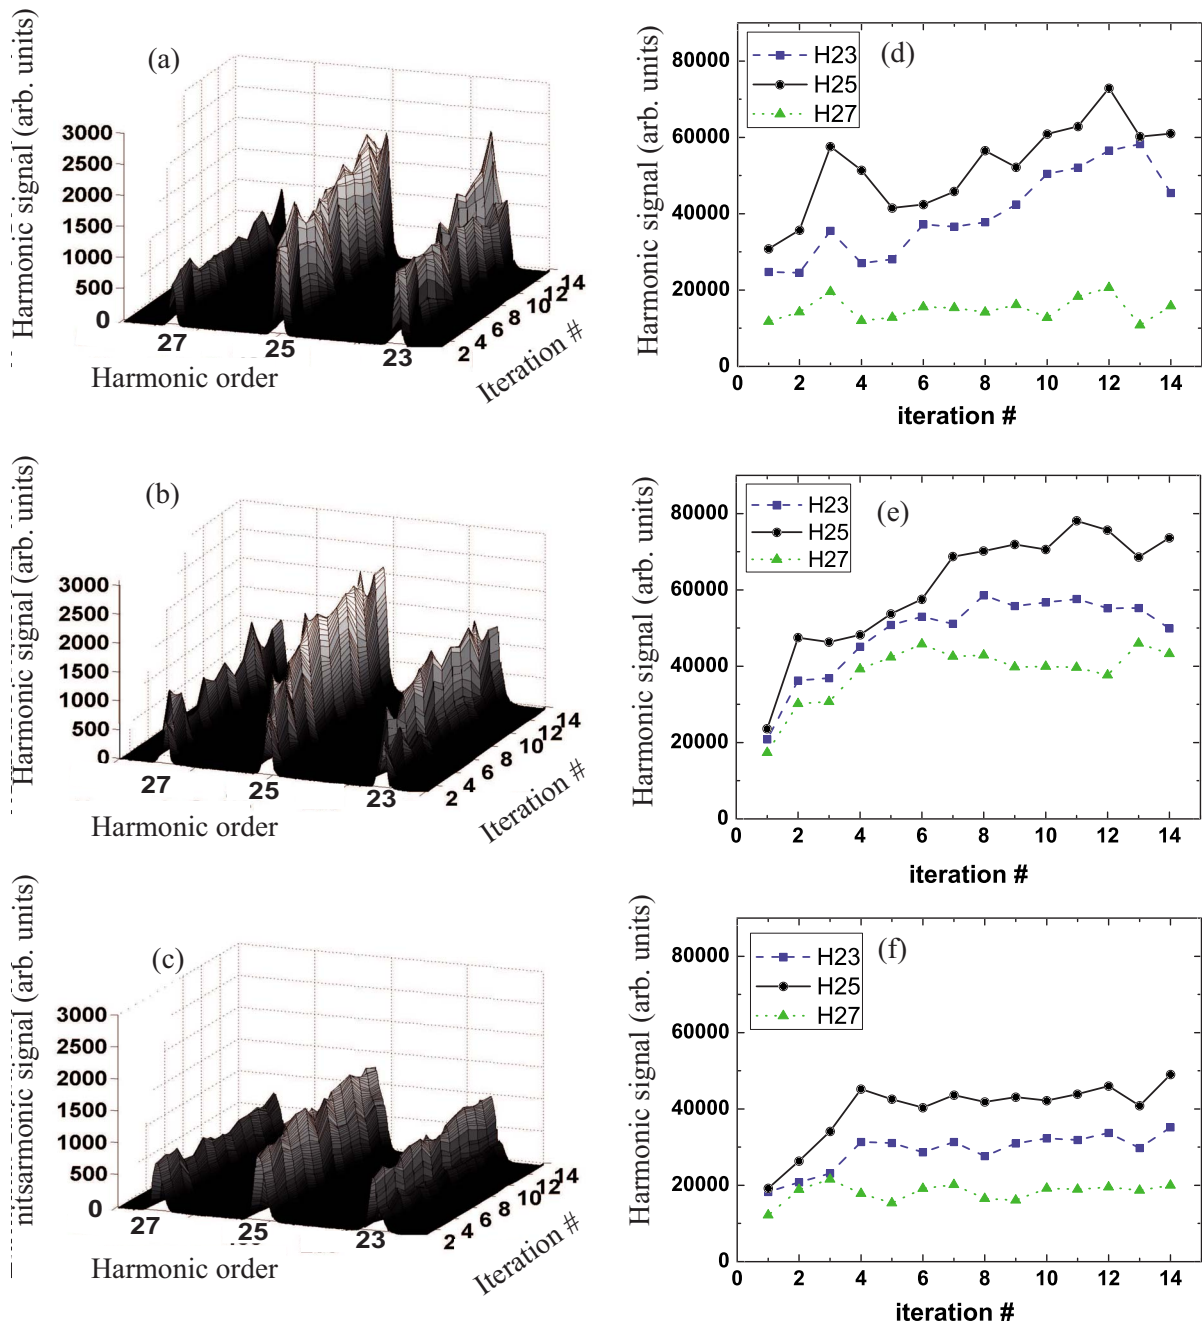 (a)
Harmonic signal (arb. units)
3000
2500
2000
1500
1000
500
0
27
25
23
2 4 6 8 10 12 14
Harmonic order
Iteration #
(d)
H23
H25
H27
Harmonic signal (arb. units)
80000
60000
40000
20000
0
0 2 4 6 8 10 12 14
iteration #
(b)
Harmonic signal (arb. units)
3000
2500
2000
1500
1000
500
0
27
25
23
2 4 6 8 10 12 14
Harmonic order
Iteration #
(e)
H23
H25
H27
Harmonic signal (arb. units)
80000
60000
40000
20000
0
0 2 4 6 8 10 12 14
iteration #
(c)
nitsarmonic signal (arb. units)
3000
2500
2000
1500
1000
500
0
27
25
23
2 4 6 8 10 12 14
Harmonic order
Iteration #
(f)
H23
H25
H27
Harmonic signal (arb. units)
80000
60000
40000
20000
0
0 2 4 6 8 10 12 14
iteration #